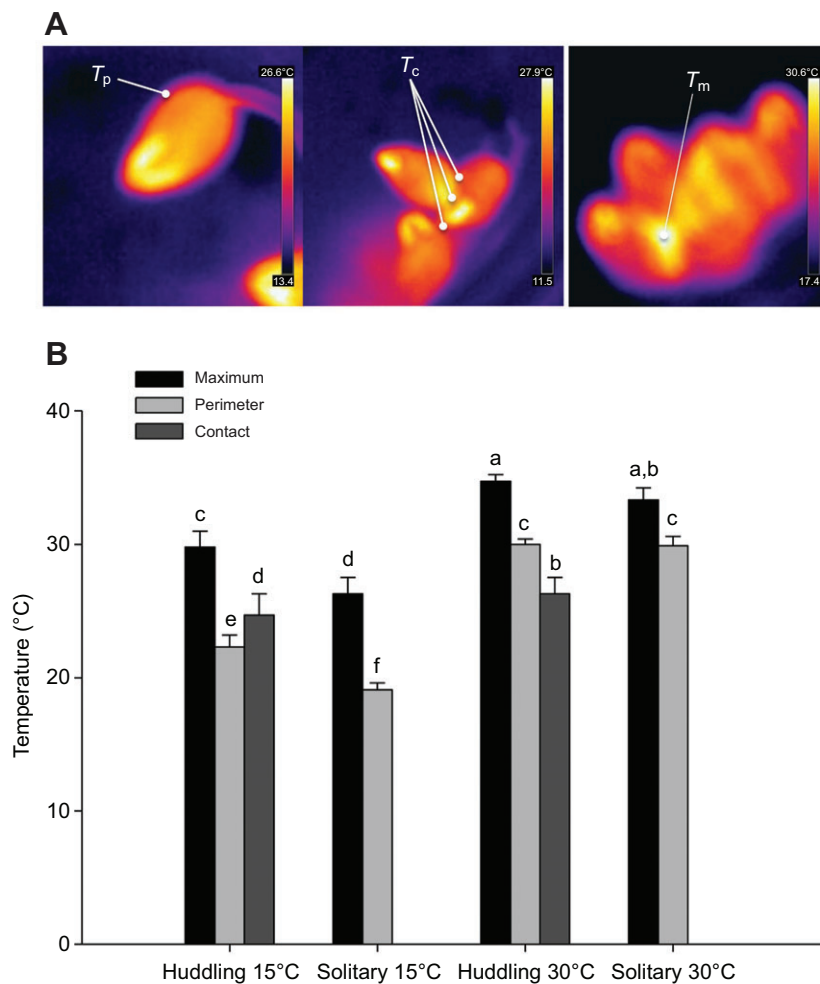 A
Tp
26.6°C
13.4
Tc
27.9°C
11.5
Tm
30.6°C
17.4
B
Maximum
Perimeter
Contact
Temperature (°C)
40
30
20
10
0
c
e
d
d
f
a
c
b
a,b
c
Huddling 15°C
Solitary 15°C
Huddling 30°C
Solitary 30°C